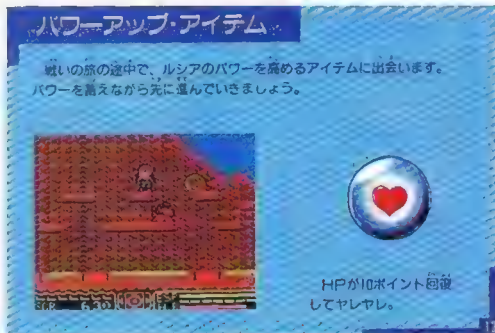 パワーアップ・アイテム
戦いの旅の途中で、ルシアのパワーを高めるアイテムに出会います。
パワーを蓄えながら先に進んでいきましょう。
HPが10ポイント回復
してヤレヤレ。